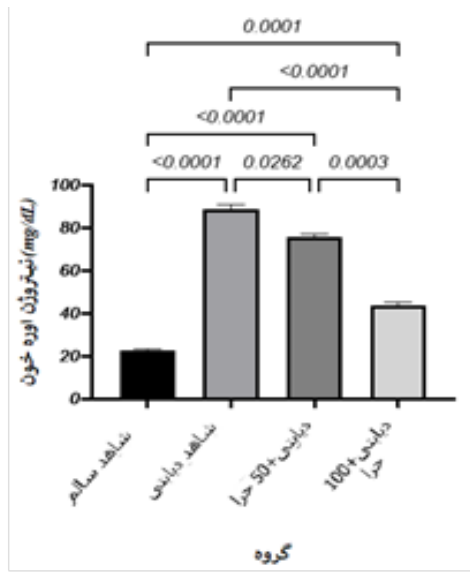 0.0001
<0.0001
<0.0001
<0.0001 0.0262 0.0003
نیتروژن اوره خون (mg/dL)
100
80
60
40
20
0
شاهد سالم
شاهد دیابتی
دیابتی+50 حرا
دیابتی+100
حرا
گروه